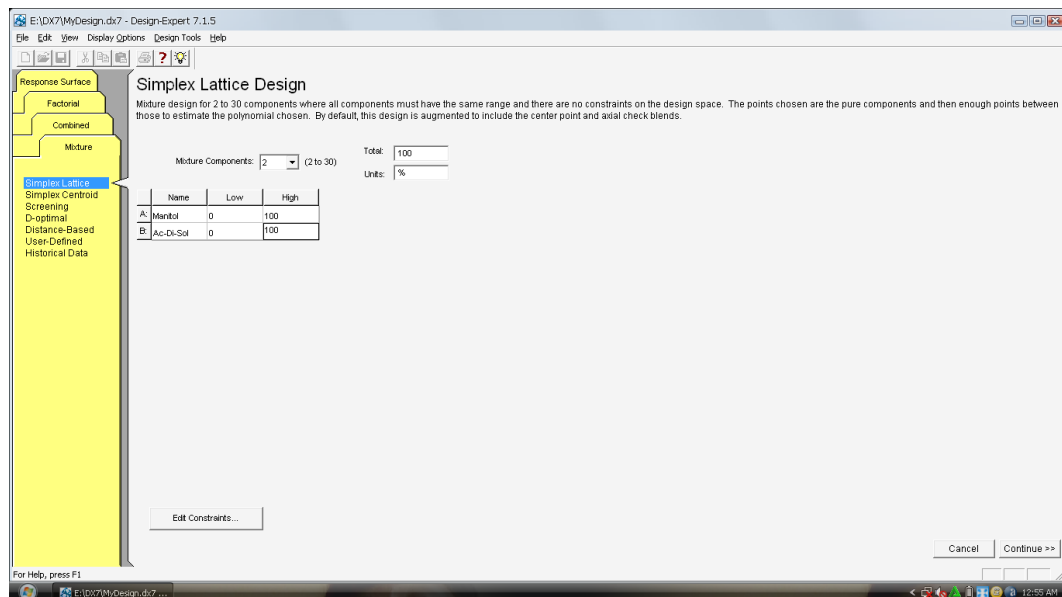 E:\DX7\MyDesign.dx7 - Design-Expert 7.1.5
File Edit View Display Options Design Tools Help
Response Surface
Factorial
Combined
Mixture
Simplex Lattice
Simplex Centroid
Screening
D-optimal
Distance-Based
User-Defined
Historical Data
Simplex Lattice Design
Mixture design for 2 to 30 components where all components must have the same range and there are no constraints on the design space. The points chosen are the pure components and then enough points between
those to estimate the polynomial chosen. By default, this design is augmented to include the center point and axial check blends.
Mixture Components: 2 (2 to 30)
Total: 100
Units: %
Name Low High
A: Manitol 0 100
B: Ac-Di-Sol 0 100
Edit Constraints...
Cancel Continue >>
For Help, press F1
E:\DX7\MyDesign.dx7 ...
12:55 AM